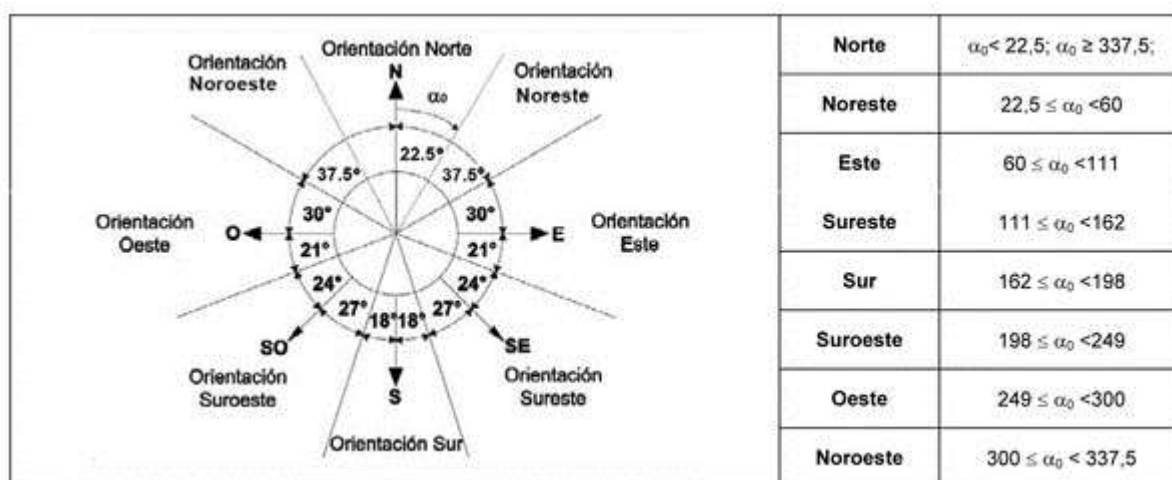 Orientación Norte
Orientación
Noroeste
N
α₀
Orientación
Noreste
22.5°
37.5°
37.5°
30°
30°
Orientación
Oeste
O
E
Orientación
Este
21°
21°
24°
24°
27°
18°
18°
27°
SO
SE
Orientación
Suroeste
S
Orientación
Sureste
Orientación Sur
Norte α₀< 22,5; α₀ ≥ 337,5;
Noreste 22,5 ≤ α₀ <60
Este 60 ≤ α₀ <111
Sureste 111 ≤ α₀ <162
Sur 162 ≤ α₀ <198
Suroeste 198 ≤ α₀ <249
Oeste 249 ≤ α₀ <300
Noroeste 300 ≤ α₀ < 337,5